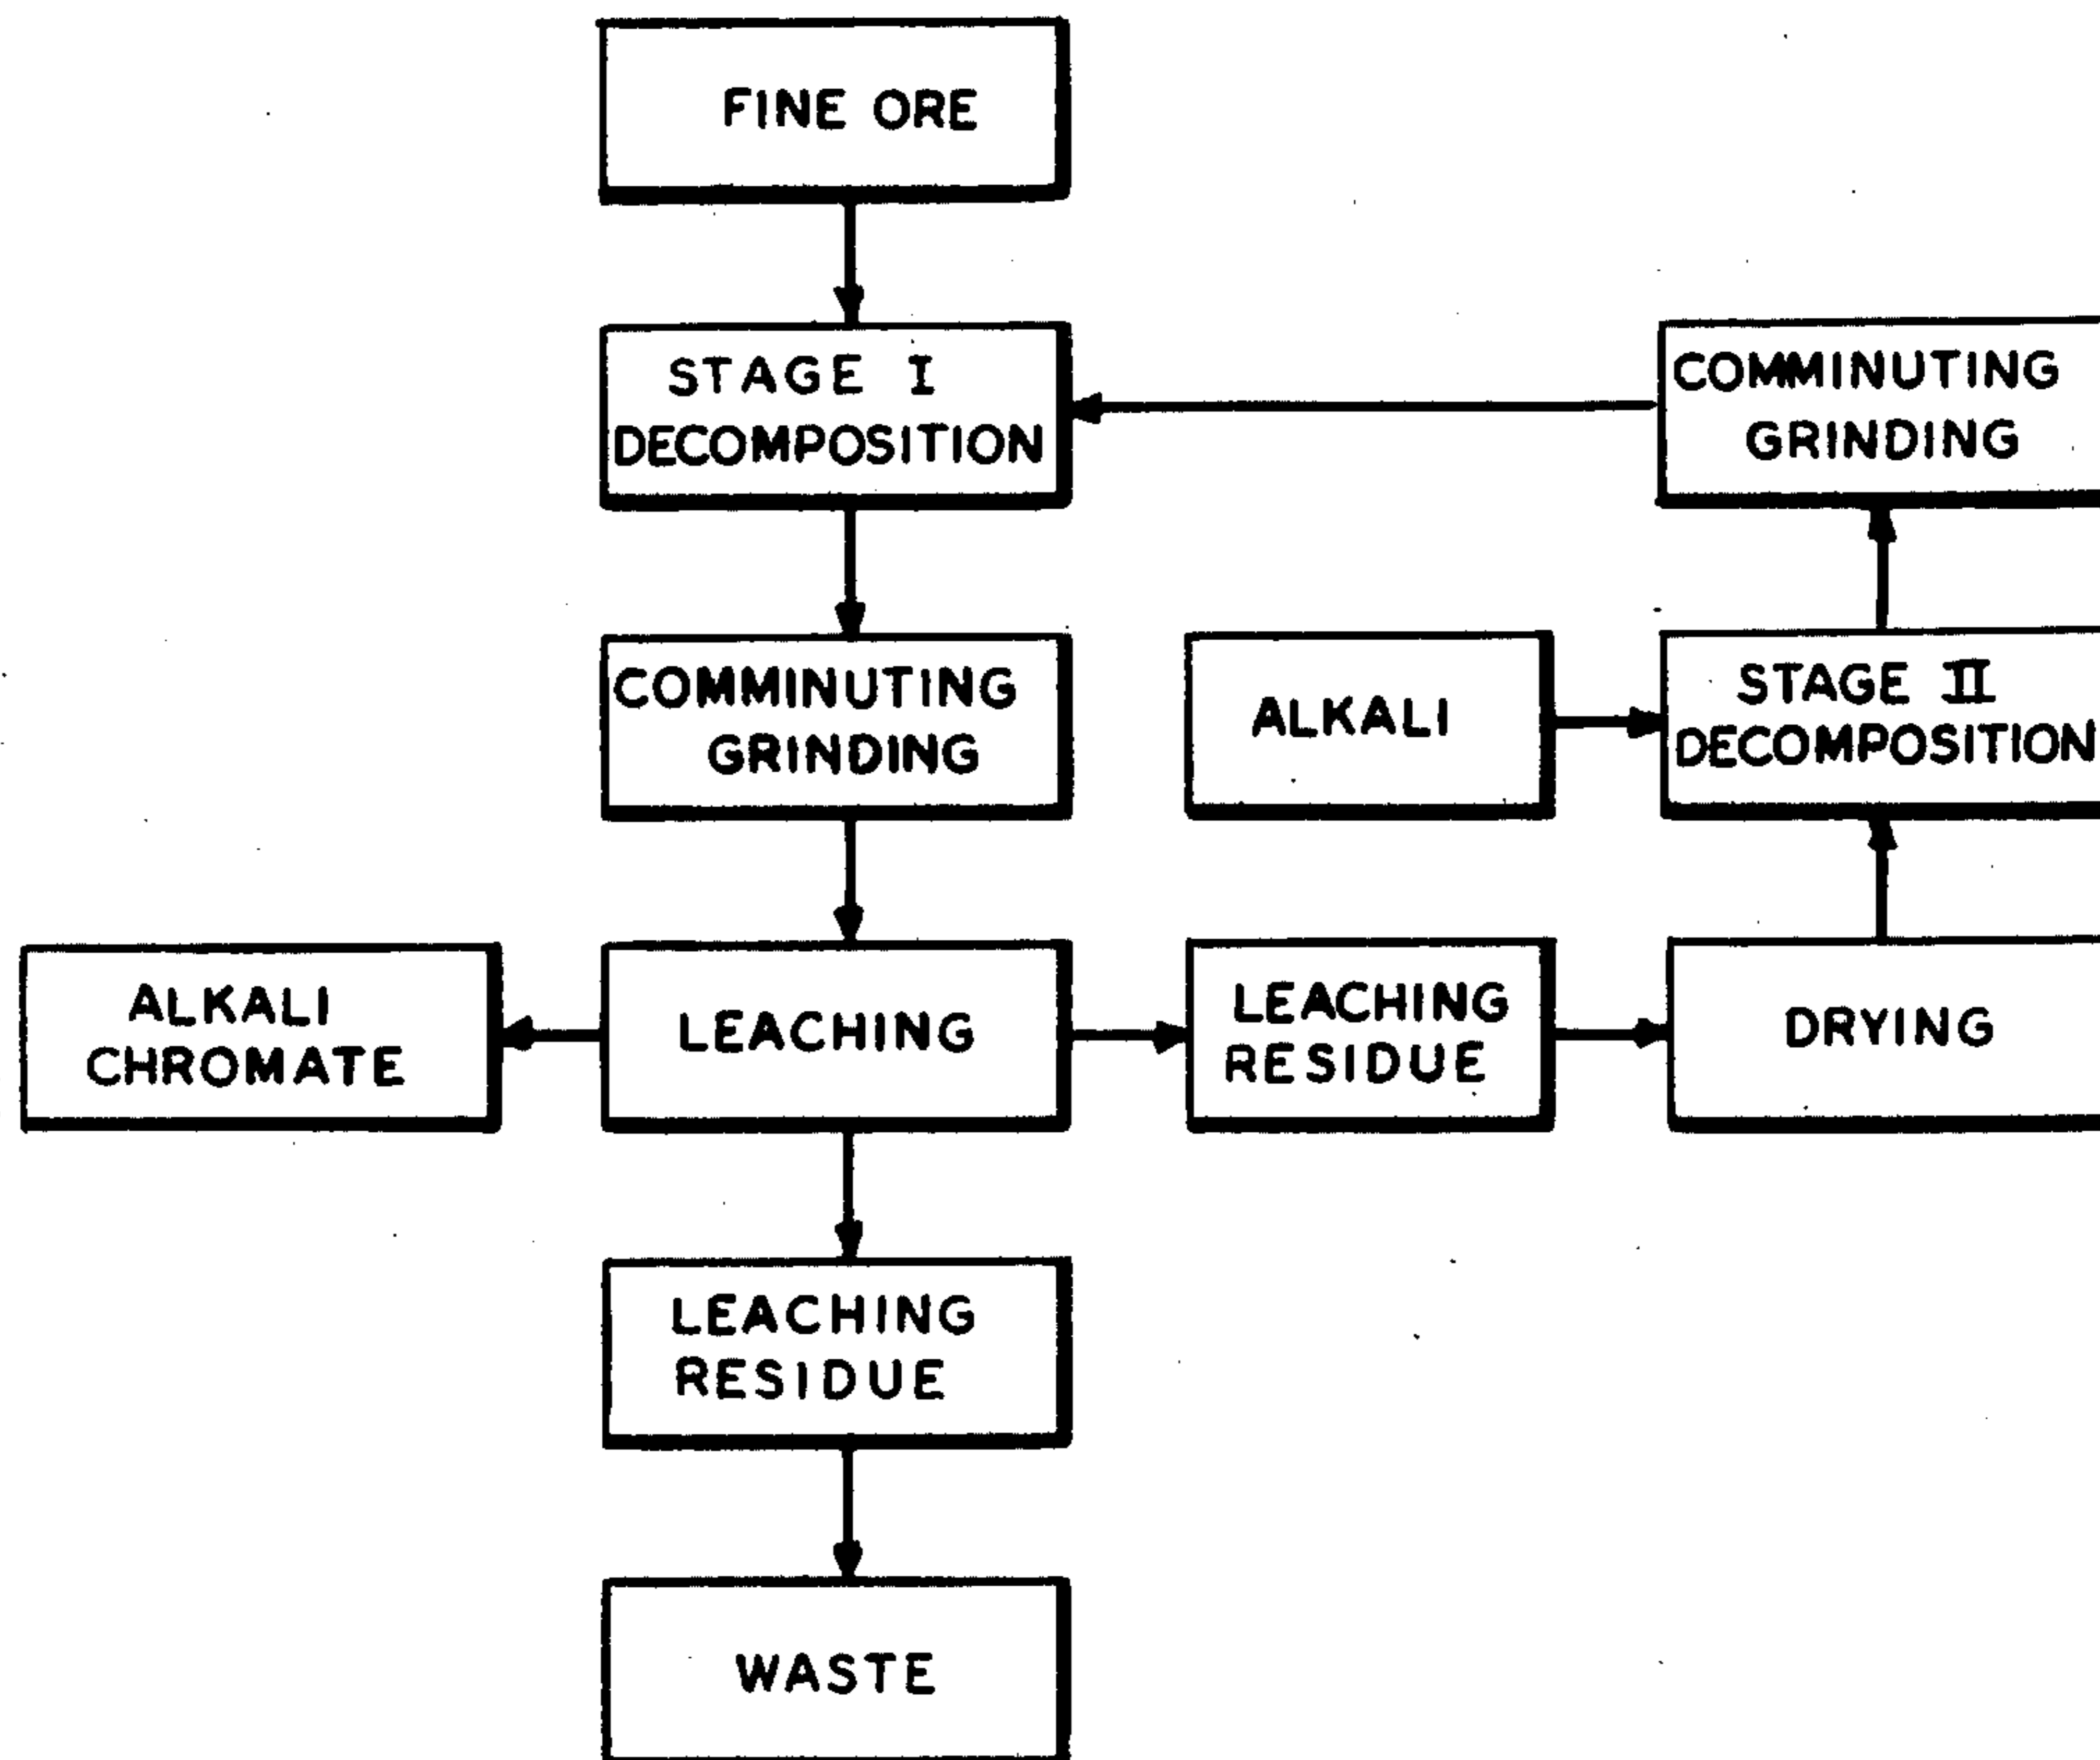 FINE ORE
STAGE I
DECOMPOSITION
COMMINUTING
GRINDING
COMMINUTING
GRINDING
ALKALI
STAGE II
DECOMPOSITION
ALKALI
CHROMATE
LEACHING
LEACHING
RESIDUE
DRYING
LEACHING
RESIDUE
WASTE